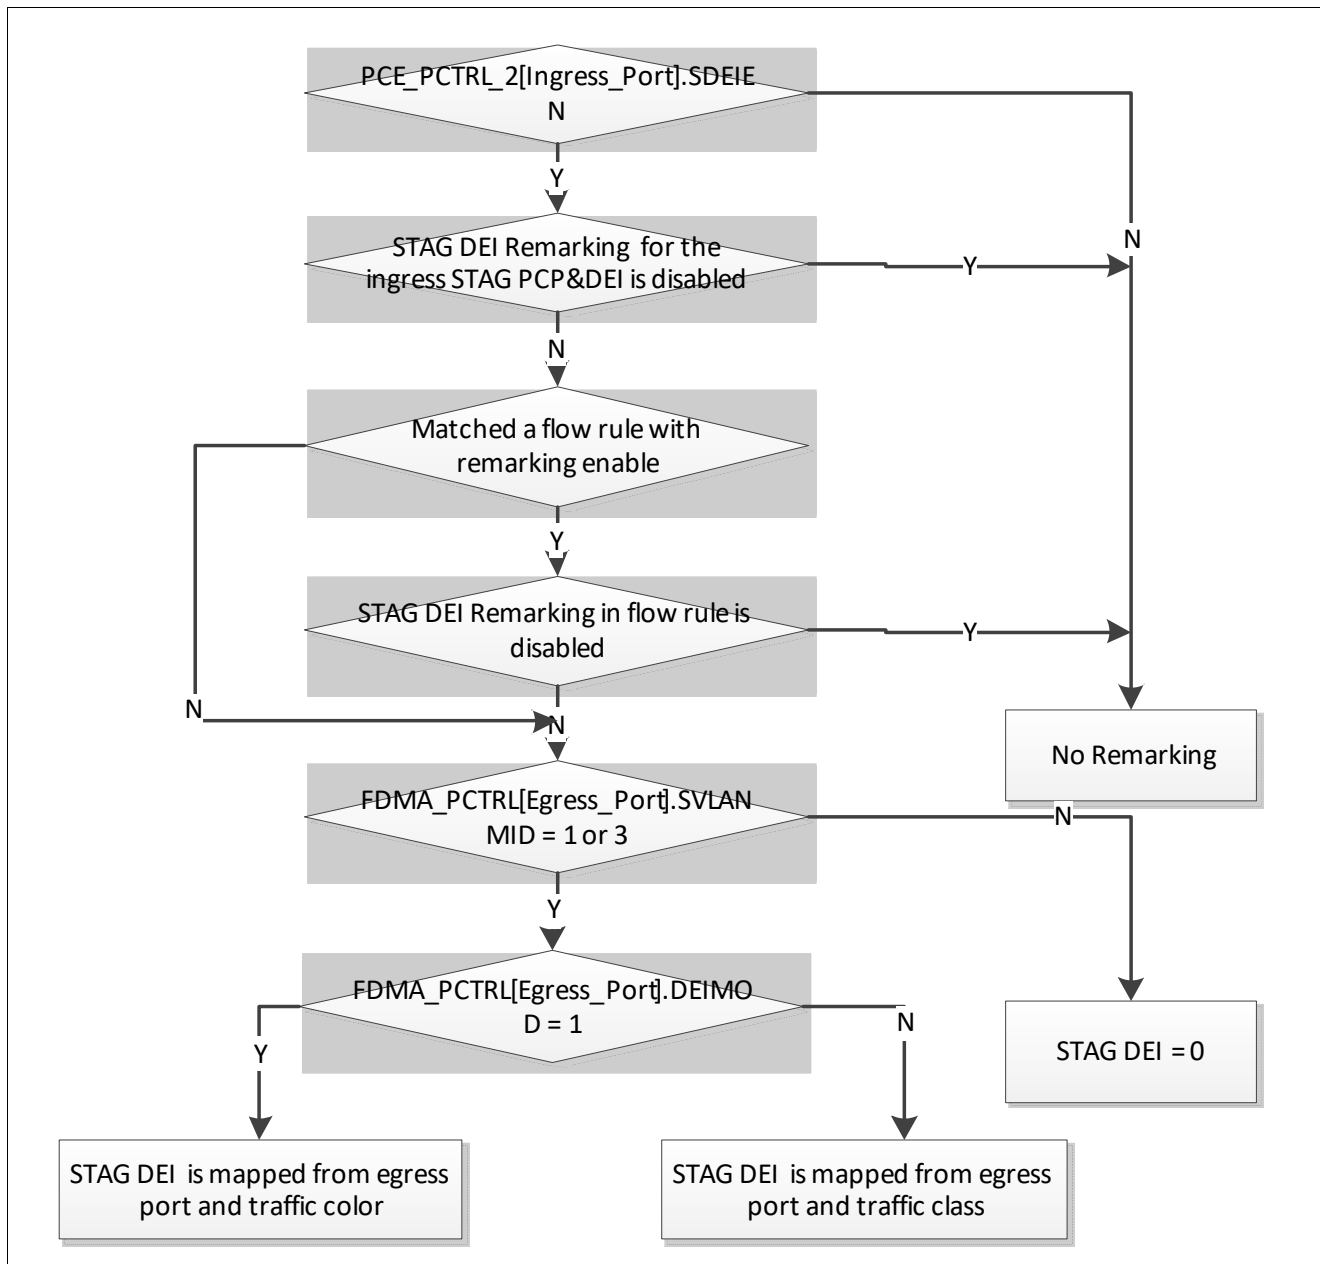 PCE_PCTRL_2[Ingress_Port].SDEIE
N
Y
N
STAG DEI Remarking for the
ingress STAG PCP&DEI is disabled
Y
N
Matched a flow rule with
remarking enable
Y
STAG DEI Remarking in flow rule is
disabled
Y
N
N
No Remarking
FDMA_PCTRL[Egress_Port].SVLAN
MID = 1 or 3
N
Y
FDMA_PCTRL[Egress_Port].DEIMO
D = 1
N
Y
STAG DEI = 0
STAG DEI is mapped from egress
port and traffic color
STAG DEI is mapped from egress
port and traffic class